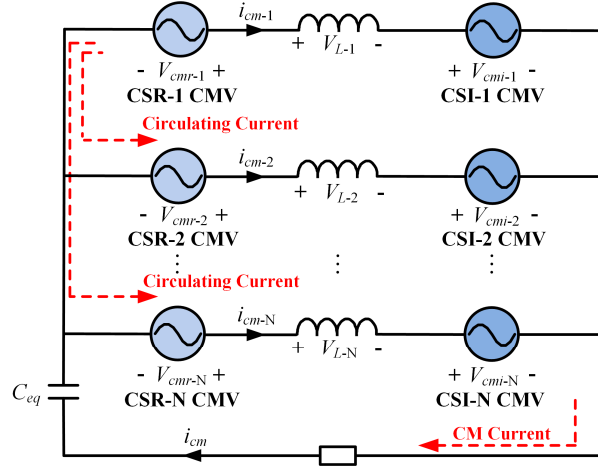 i_cm-1
+ V_L-1 -
- V_cmr-1 +
+ V_cmi-1 -
CSR-1 CMV
CSI-1 CMV
Circulating Current
i_cm-2
+ V_L-2 -
- V_cmr-2 +
+ V_cmi-2 -
CSR-2 CMV
CSI-2 CMV
⋮ ⋮ ⋮
Circulating Current
i_cm-N
+ V_L-N -
- V_cmr-N +
+ V_cmi-N -
C_eq
CSR-N CMV
CSI-N CMV
i_cm
CM Current